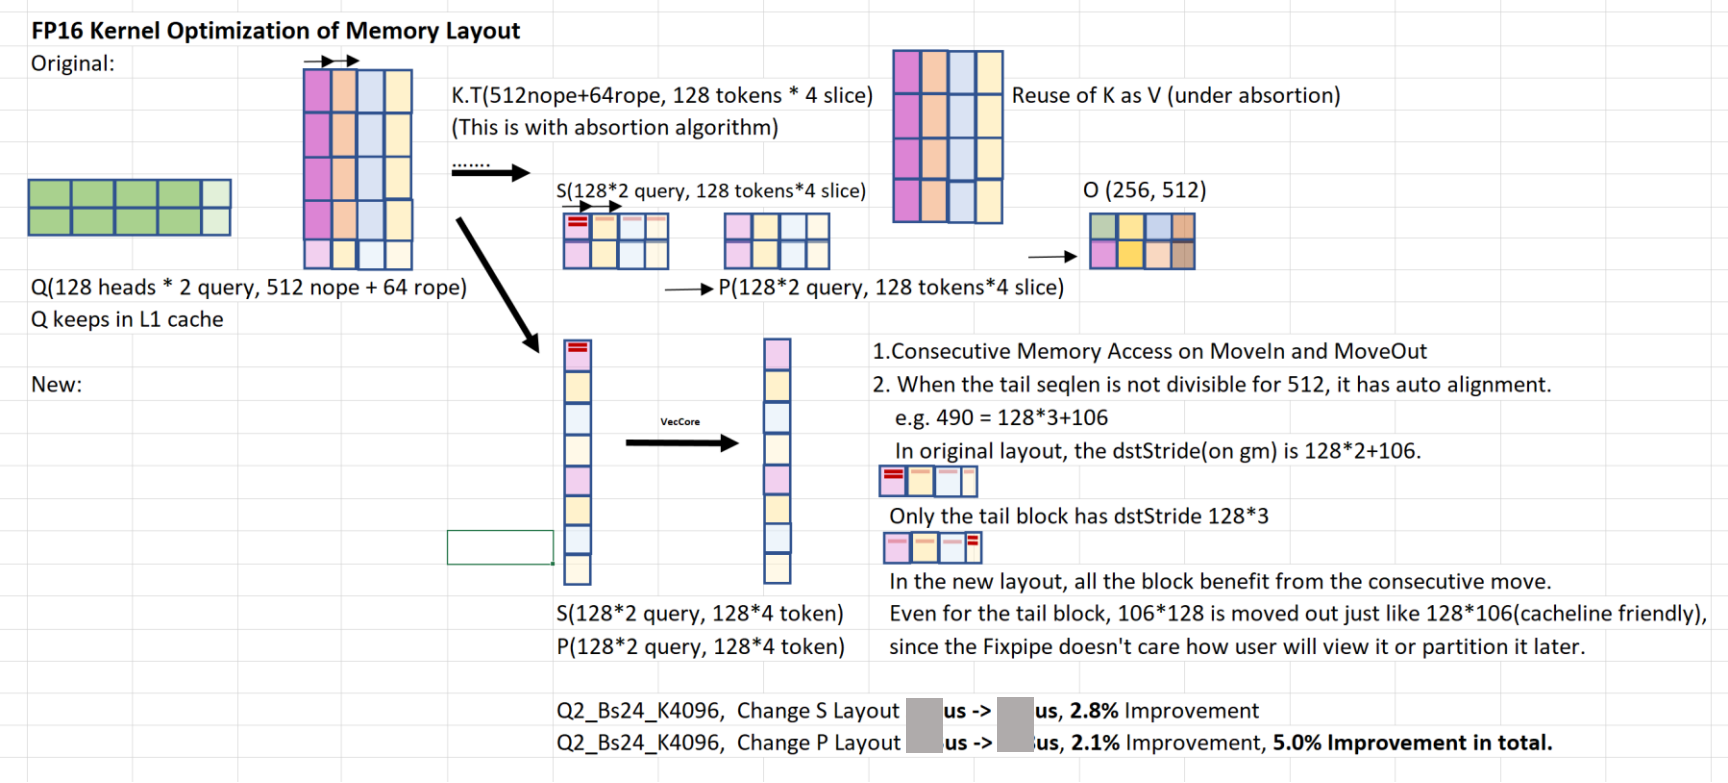 FP16 Kernel Optimization of Memory Layout
Original:
K.T(512nope+64rope, 128 tokens * 4 slice)
(This is with absortion algorithm)
.......
Reuse of K as V (under absortion)
S(128*2 query, 128 tokens*4 slice)
O (256, 512)
Q(128 heads * 2 query, 512 nope + 64 rope)
P(128*2 query, 128 tokens*4 slice)
Q keeps in L1 cache
New:
VecCore
1.Consecutive Memory Access on MoveIn and MoveOut
2. When the tail seqlen is not divisible for 512, it has auto alignment.
e.g. 490 = 128*3+106
In original layout, the dstStride(on gm) is 128*2+106.
Only the tail block has dstStride 128*3
In the new layout, all the block benefit from the consecutive move.
Even for the tail block, 106*128 is moved out just like 128*106(cacheline friendly),
since the Fixpipe doesn't care how user will view it or partition it later.
S(128*2 query, 128*4 token)
P(128*2 query, 128*4 token)
Q2_Bs24_K4096, Change S Layout us -> us, 2.8% Improvement
Q2_Bs24_K4096, Change P Layout us -> us, 2.1% Improvement, 5.0% Improvement in total.